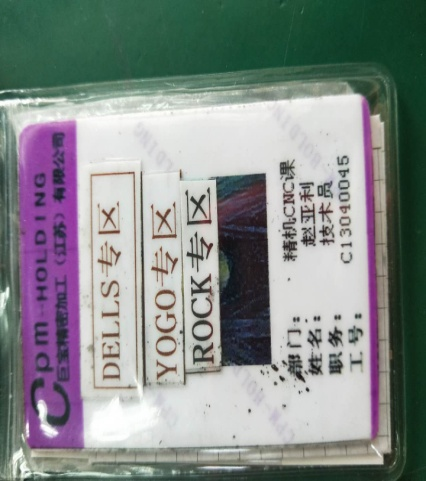 Cpm-HOLDING
巨宝精密加工（江苏）有限公司
DELLS专区
YOGO专区
ROCK专区
部门：精机CNC课
姓名：赵亚利
职务：技术员
工号：C13040045